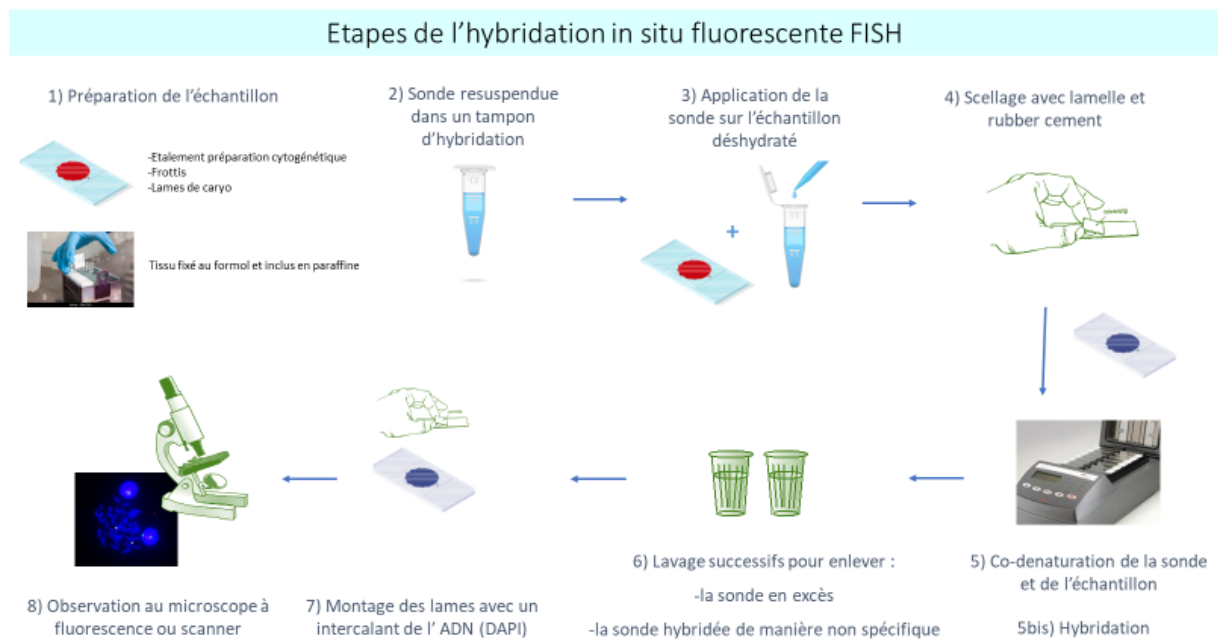 Etapes de l'hybridation in situ fluorescente FISH
1) Préparation de l'échantillon
-Etalement préparation cytogénétique
-Frottis
-Lames de caryo
Tissu fixé au formol et inclus en paraffine
2) Sonde resuspendue
dans un tampon
d'hybridation
3) Application de la
sonde sur l'échantillon
déshydraté
+
4) Scellage avec lamelle et
rubber cement
5) Co-denaturation de la sonde
et de l'échantillon
5bis) Hybridation
6) Lavage successifs pour enlever :
-la sonde en excès
-la sonde hybridée de manière non spécifique
7) Montage des lames avec un
intercalant de l' ADN (DAPI)
8) Observation au microscope à
fluorescence ou scanner